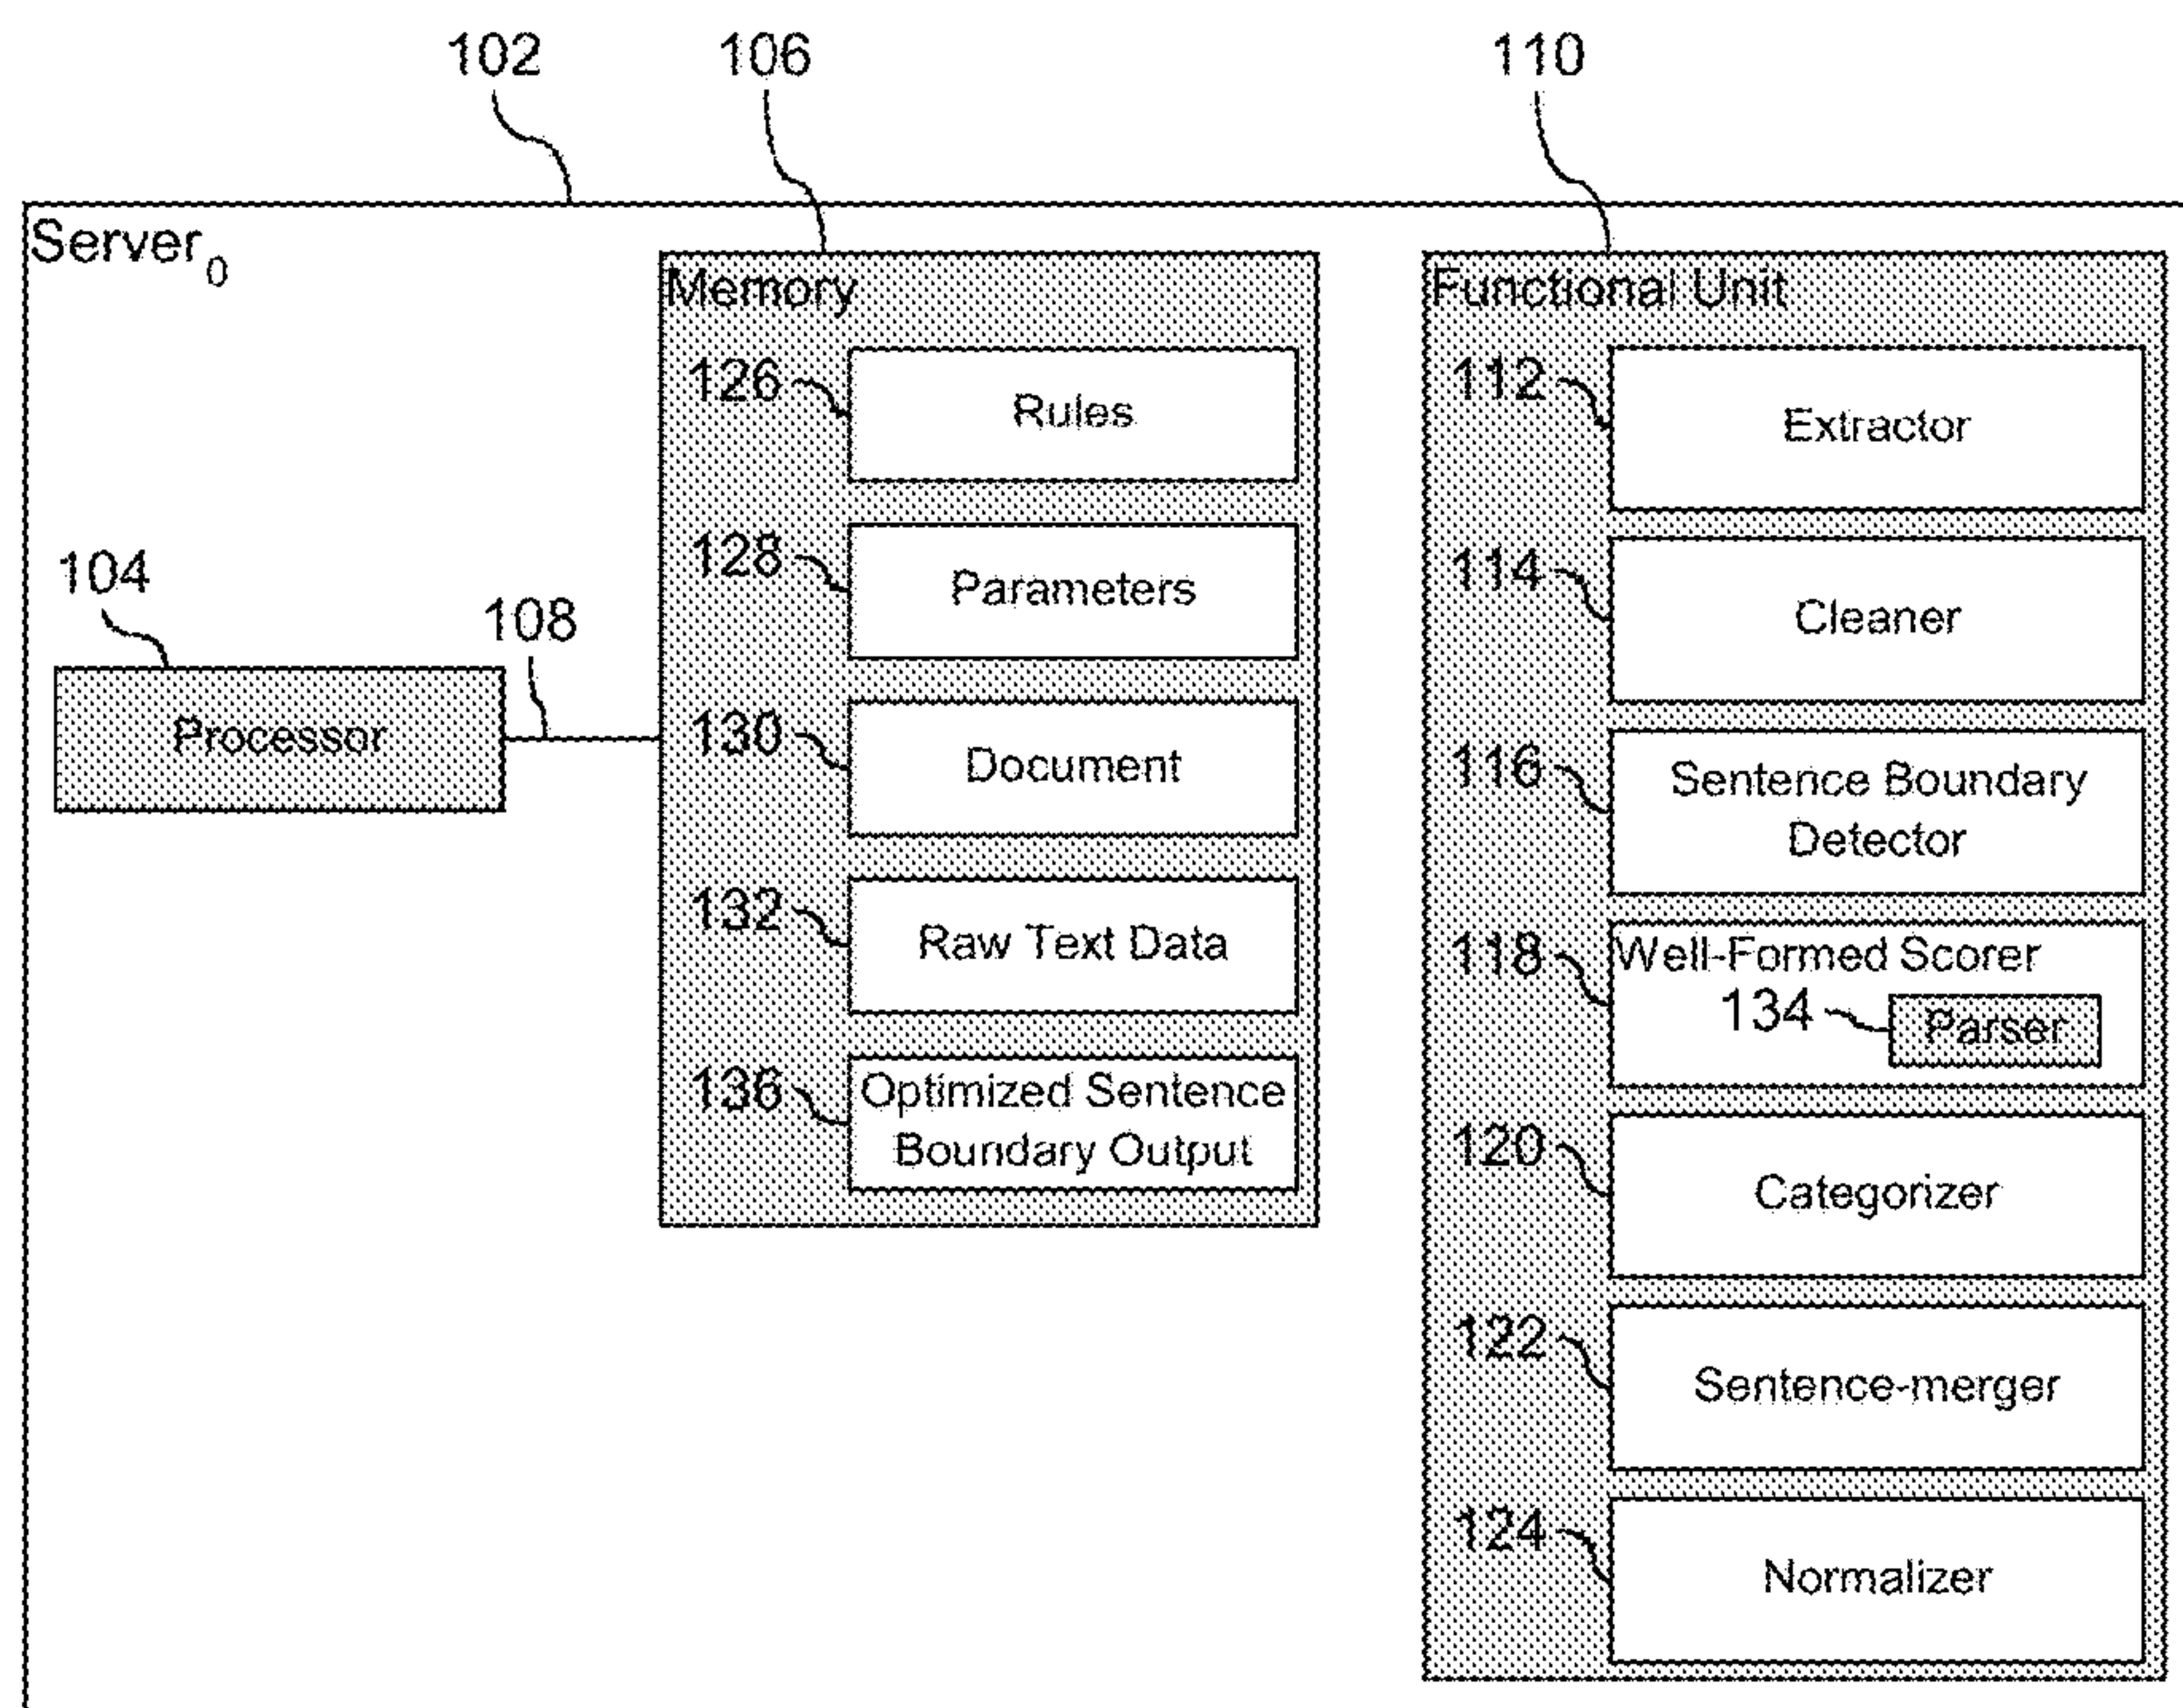 102
106
110
Server0
Memory
126
Rules
128
Parameters
130
Document
132
Raw Text Data
136
Optimized Sentence
Boundary Output
104
Processor
108
Functional Unit
112
Extractor
114
Cleaner
116
Sentence Boundary
Detector
118
Well-Formed Scorer
134
Parser
120
Categorizer
122
Sentence-merger
124
Normalizer